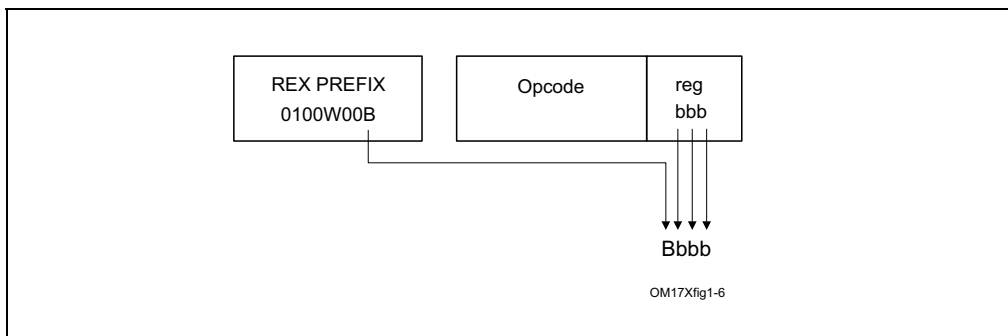 REX PREFIX
0100W00B
Opcode
reg
bbb
Bbbb
OM17Xfig1-6